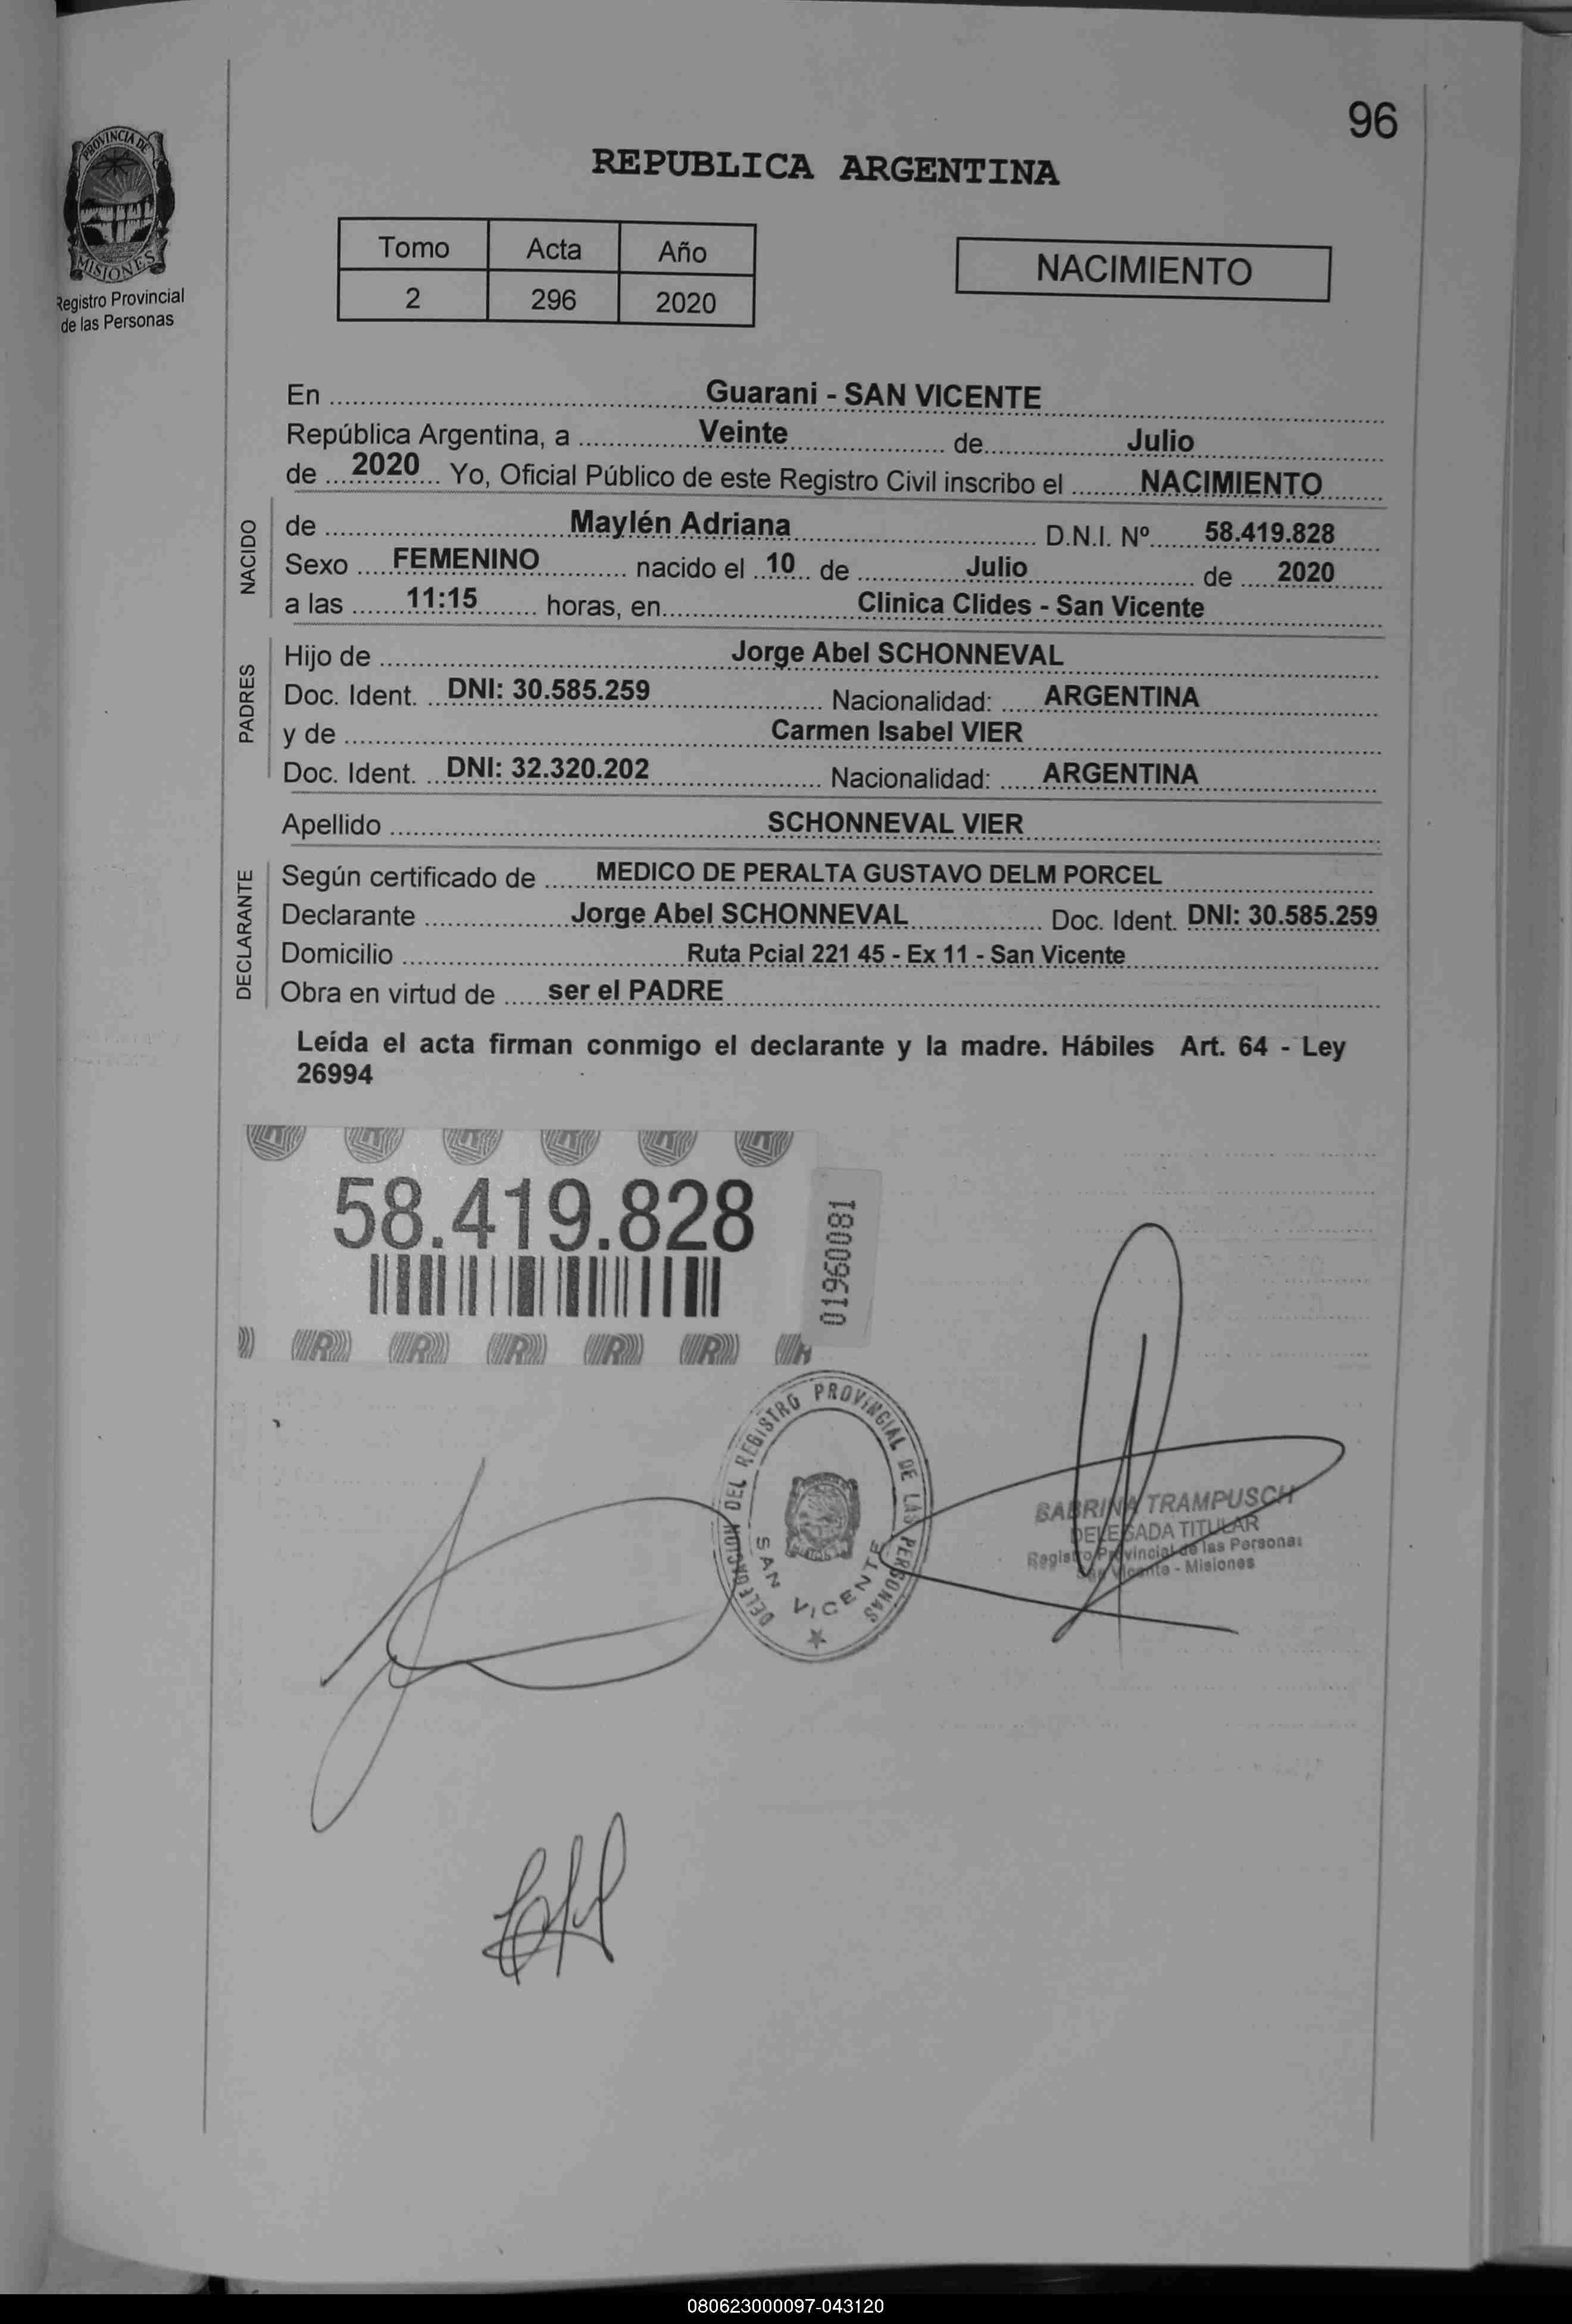 96
PROVINCIA DE
MISIONES
Registro Provincial
de las Personas
REPUBLICA ARGENTINA
Tomo Acta Año
2 296 2020
NACIMIENTO
En Guarani - SAN VICENTE
República Argentina, a Veinte de Julio
de 2020 Yo, Oficial Público de este Registro Civil inscribo el NACIMIENTO
NACIDO
de Maylén Adriana D.N.I. Nº 58.419.828
Sexo FEMENINO nacido el 10 de Julio de 2020
a las 11:15 horas, en Clinica Clides - San Vicente
PADRES
Hijo de Jorge Abel SCHONNEVAL
Doc. Ident. DNI: 30.585.259 Nacionalidad: ARGENTINA
y de Carmen Isabel VIER
Doc. Ident. DNI: 32.320.202 Nacionalidad: ARGENTINA
Apellido SCHONNEVAL VIER
DECLARANTE
Según certificado de MEDICO DE PERALTA GUSTAVO DELM PORCEL
Declarante Jorge Abel SCHONNEVAL Doc. Ident. DNI: 30.585.259
Domicilio Ruta Pcial 221 45 - Ex 11 - San Vicente
Obra en virtud de ser el PADRE
Leída el acta firman conmigo el declarante y la madre. Hábiles Art. 64 - Ley
26994
58.419.828
01960081
DELEGACION DEL REGISTRO PROVINCIAL DE LAS PERSONAS
SAN VICENTE
SABRINA TRAMPUSCH
DELEGADA TITULAR
Registro Provincial de las Personas
San Vicente - Misiones
080623000097-043120